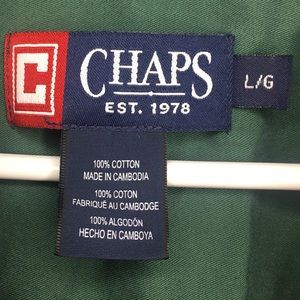 C CHAPS
EST. 1978
L/G
100% COTTON
MADE IN CAMBODIA
100% COTON
FABRIQUÉ AU CAMBODGE
100% ALGODÓN
HECHO EN CAMBOYA